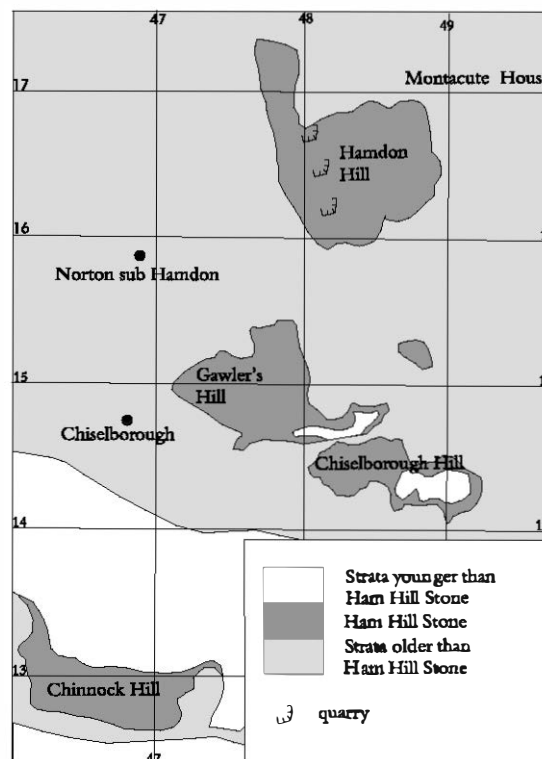 47 48 49
17
Montacute Hous
Hamdon
Hill
16
Norton sub Hamdon
15 1
Gawler's
Hill
Chiselborough
Chiselborough Hill
14 1
Strata younger than
Ham Hill Stone
Ham Hill Stone
Strata older than
Ham Hill Stone
13
Chinnock Hill
quarry
47